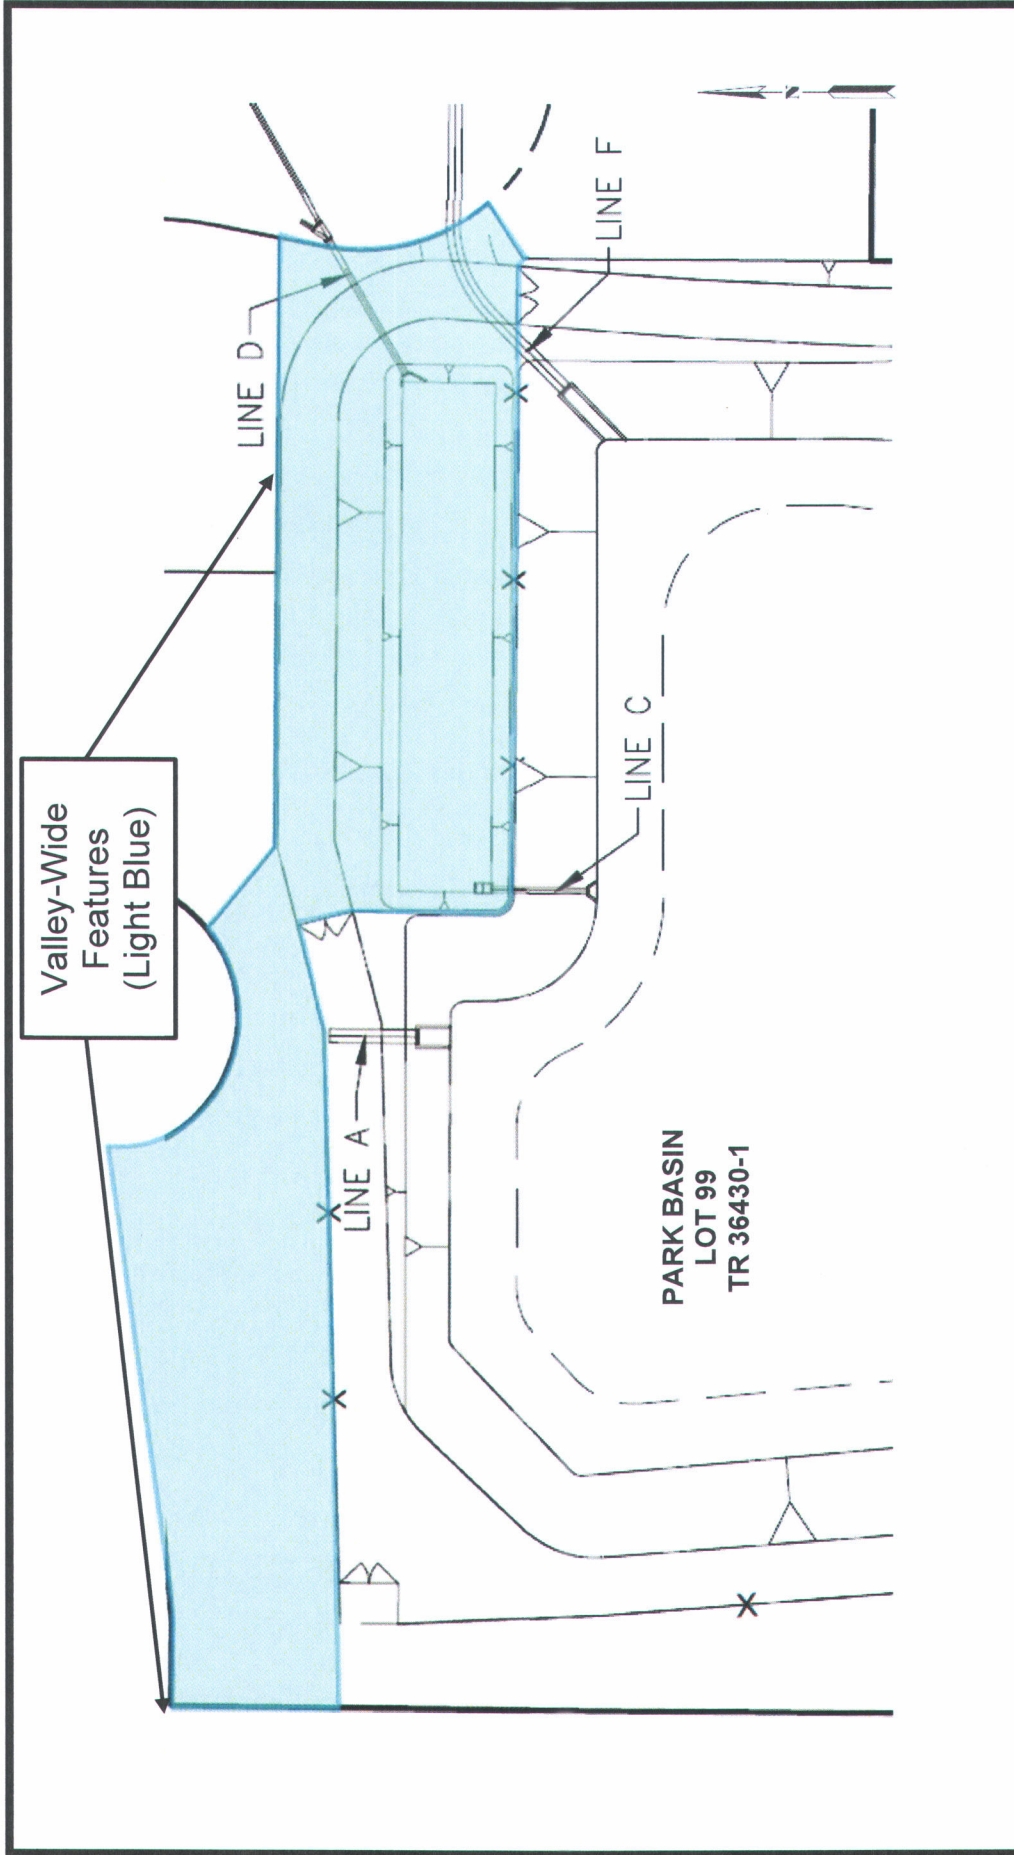 Valley-Wide
Features
(Light Blue)
LINE D
LINE F
LINE C
LINE A
PARK BASIN
LOT 99
TR 36430-1
N